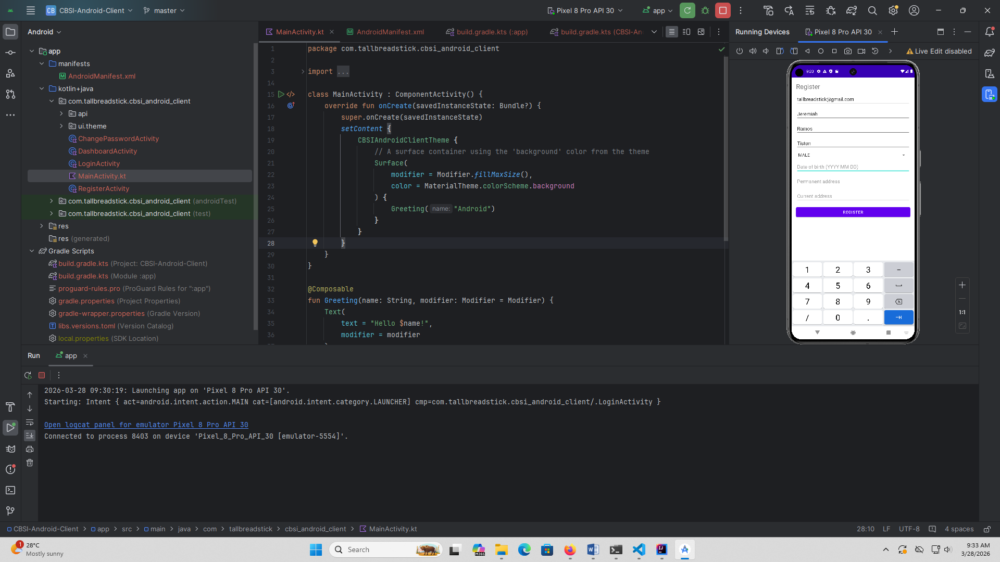 CB CBSI-Android-Client master Pixel 8 Pro API 30 app
Android
MainActivity.kt AndroidManifest.xml build.gradle.kts (:app) build.gradle.kts (CBSI-An
Running Devices Pixel 8 Pro API 30
Live Edit disabled
app
manifests
AndroidManifest.xml
kotlin+java
com.tallbreadstick.cbsi_android_client
api
ui.theme
ChangePasswordActivity
DashboardActivity
LoginActivity
MainActivity.kt
RegisterActivity
com.tallbreadstick.cbsi_android_client (androidTest)
com.tallbreadstick.cbsi_android_client (test)
res
res (generated)
Gradle Scripts
build.gradle.kts (Project: CBSI-Android-Client)
build.gradle.kts (Module :app)
proguard-rules.pro (ProGuard Rules for ":app")
gradle.properties (Project Properties)
gradle-wrapper.properties (Gradle Version)
libs.versions.toml (Version Catalog)
local.properties (SDK Location)
1 package com.tallbreadstick.cbsi_android_client
2
3 import ...
14
15 class MainActivity : ComponentActivity() {
16 override fun onCreate(savedInstanceState: Bundle?) {
17 super.onCreate(savedInstanceState)
18 setContent {
19 CBSIAndroidClientTheme {
20 // A surface container using the 'background' color from the theme
21 Surface(
22 modifier = Modifier.fillMaxSize(),
23 color = MaterialTheme.colorScheme.background
24 ) {
25 Greeting( name: "Android")
26 }
27 }
28 }
29 }
30 }
31
32 @Composable
33 fun Greeting(name: String, modifier: Modifier = Modifier) {
34 Text(
35 text = "Hello $name!",
36 modifier = modifier
9:33
Register
tallbreadstick@gmail.com
Jeremiah
Ramos
Tiston
MALE
Date of birth (YYYY MM DD)
Permanent address
Current address
REGISTER
1 2 3 -
4 5 6
7 8 9
/ 0 .
1:1
Run app
2026-03-28 09:30:19: Launching app on 'Pixel 8 Pro API 30'.
Starting: Intent { act=android.intent.action.MAIN cat=[android.intent.category.LAUNCHER] cmp=com.tallbreadstick.cbsi_android_client/.LoginActivity }
Open logcat panel for emulator Pixel 8 Pro API 30
Connected to process 8403 on device 'Pixel_8_Pro_API_30 [emulator-5554]'.
CBSI-Android-Client > app > src > main > java > com > tallbreadstick > cbsi_android_client > MainActivity.kt
28:10 LF UTF-8 4 spaces
1
28°C
Mostly sunny
Search
M365
9:33 AM
3/28/2026